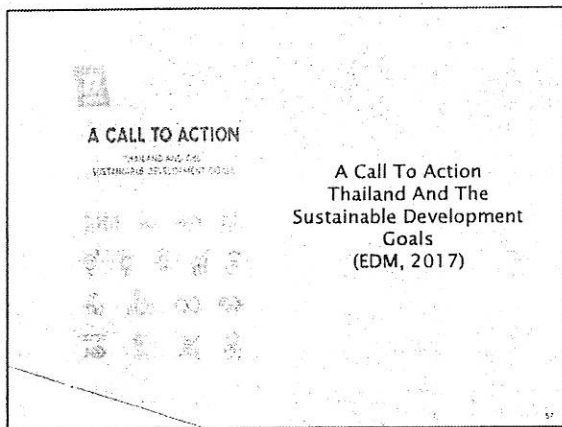 A CALL TO ACTION
THAILAND AND THE
SUSTAINABLE DEVELOPMENT GOALS
A Call To Action
Thailand And The
Sustainable Development
Goals
(EDM, 2017)
57